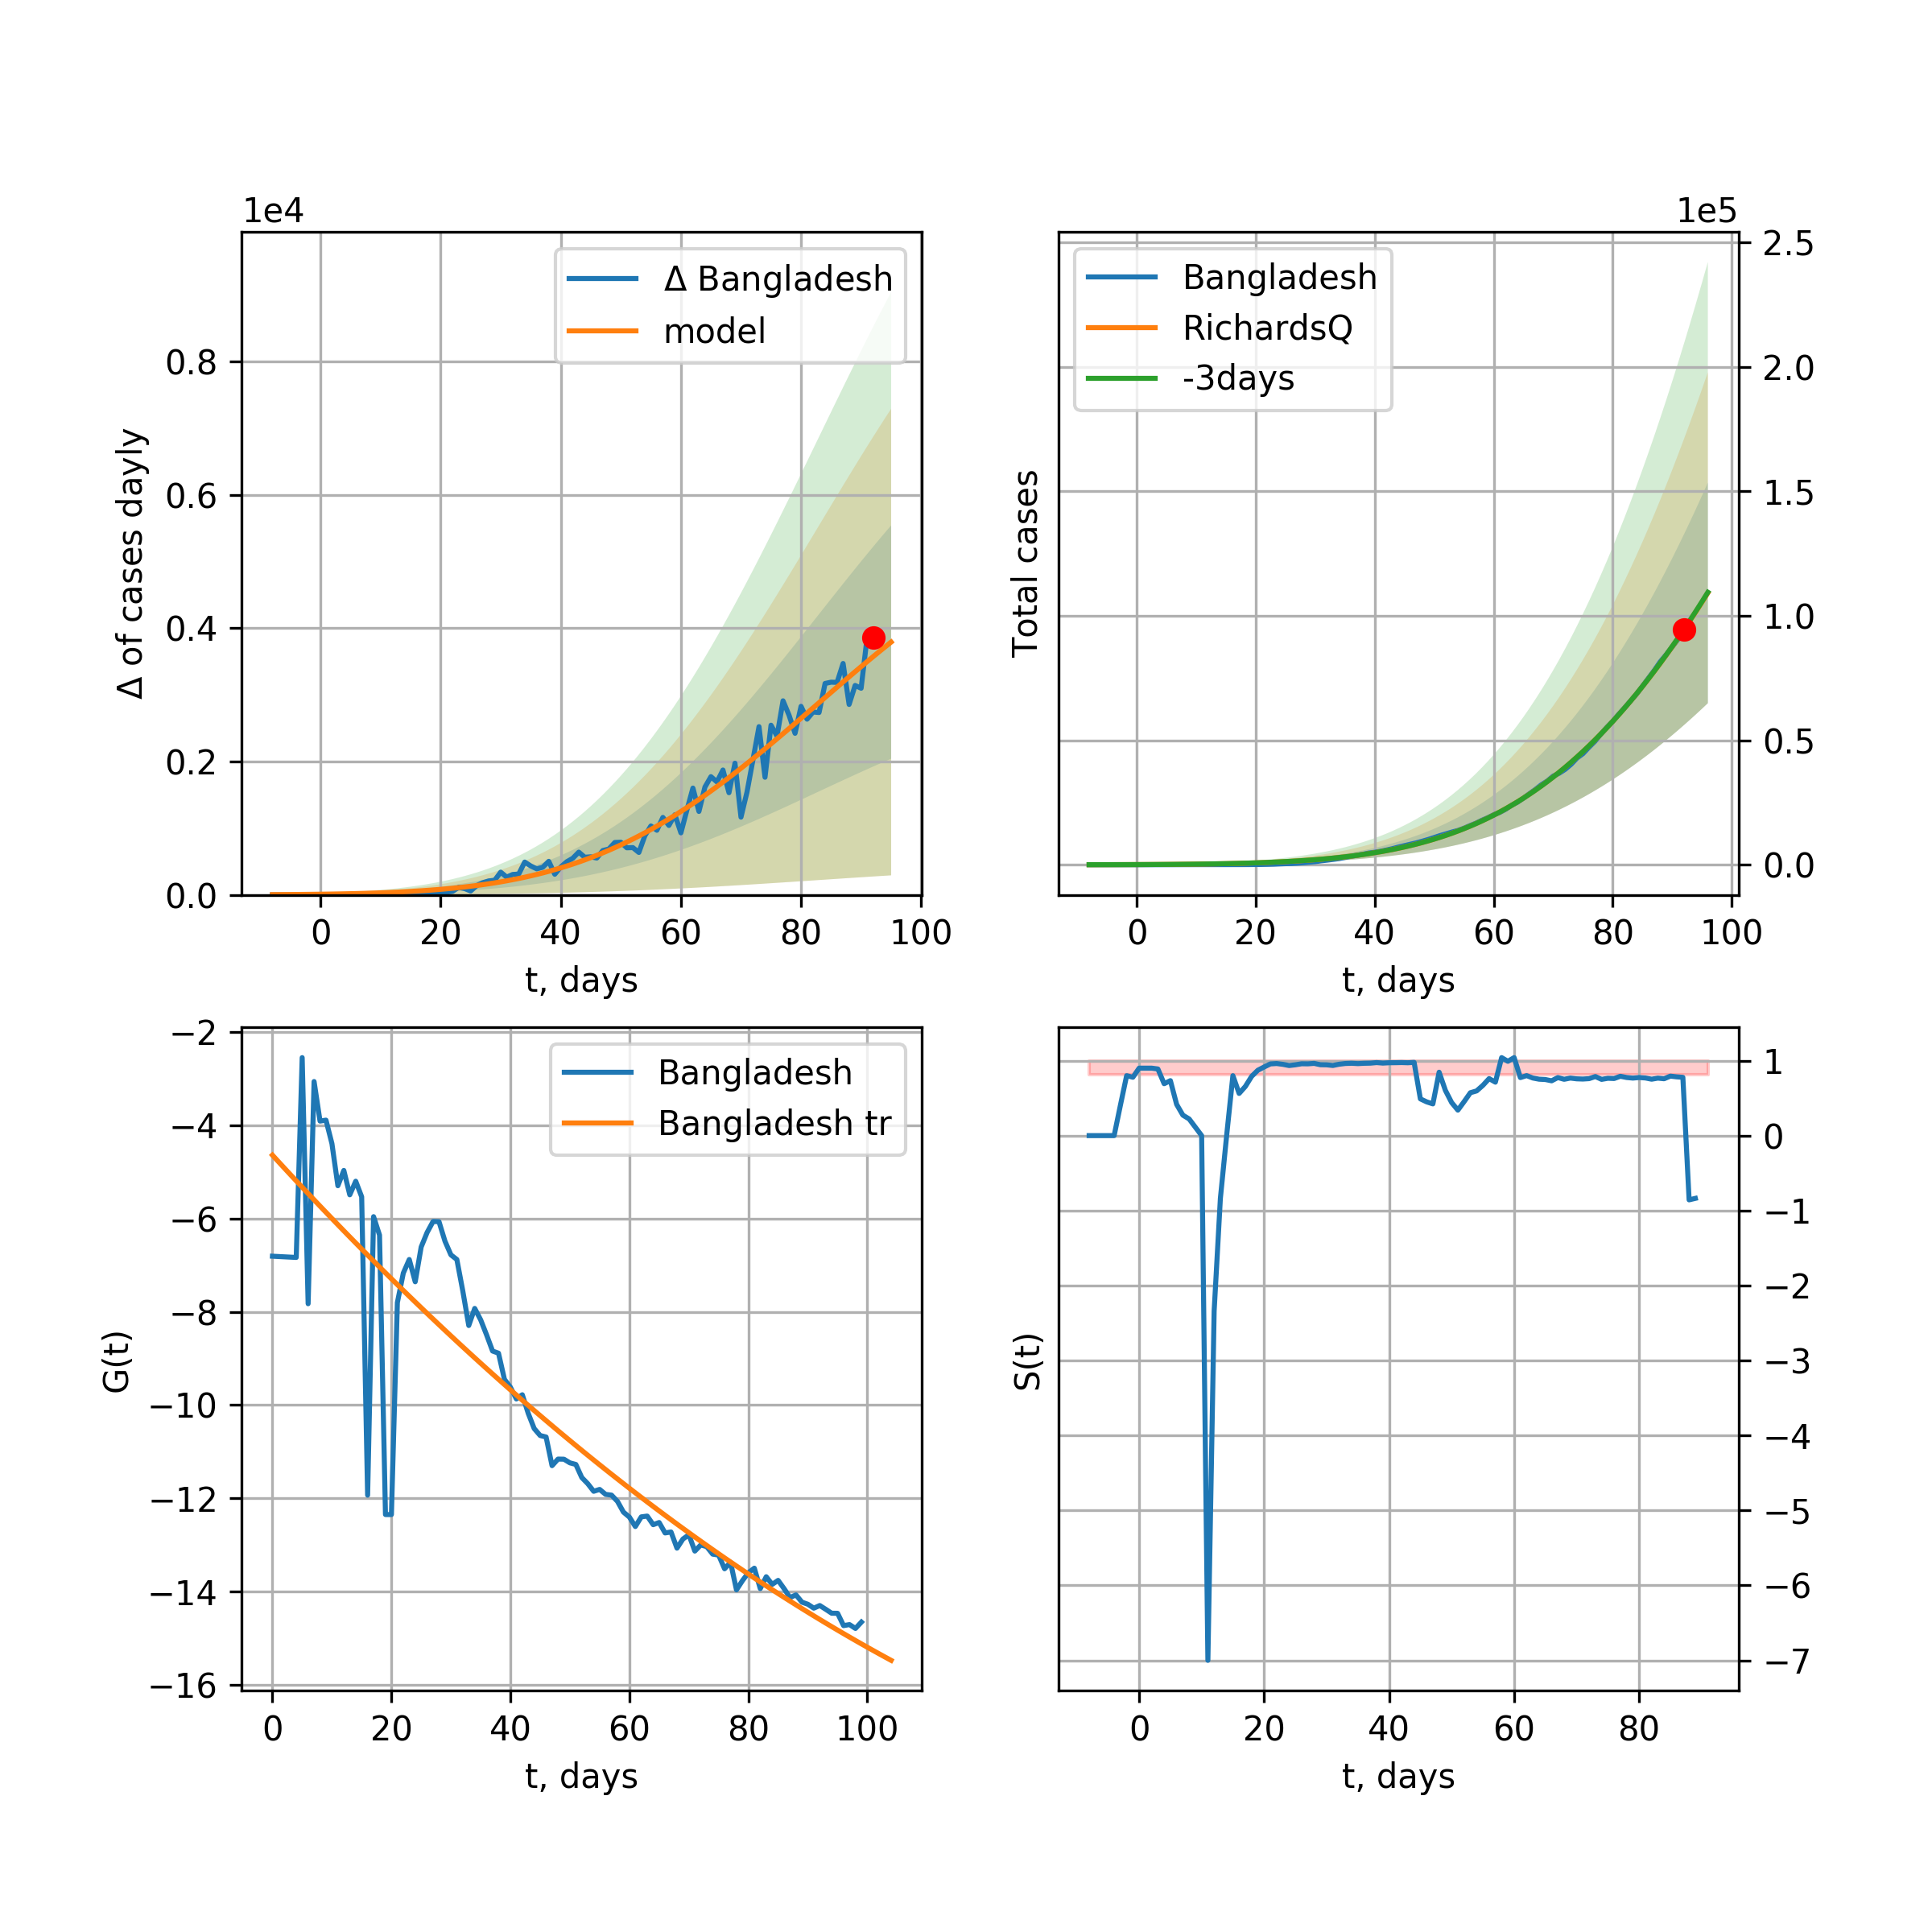 1e4
Δ of cases dayly
0.8
0.6
0.4
0.2
0.0
Δ Bangladesh
model
0 20 40 60 80 100
t, days
1e5
Total cases
Bangladesh
RichardsQ
-3days
2.5
2.0
1.5
1.0
0.5
0.0
0 20 40 60 80 100
t, days
G(t)
−2
−4
−6
−8
−10
−12
−14
−16
Bangladesh
Bangladesh tr
0 20 40 60 80 100
t, days
S(t)
1
0
−1
−2
−3
−4
−5
−6
−7
0 20 40 60 80
t, days